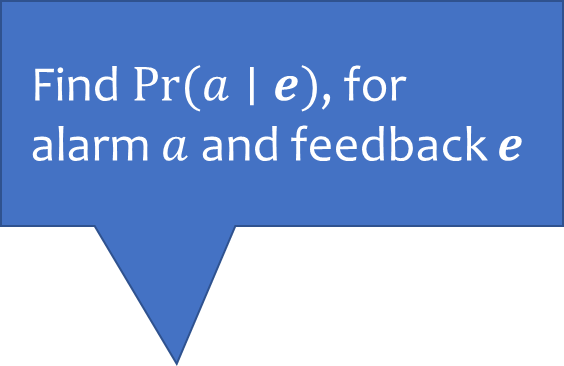 Find Pr(a | e), for
alarm a and feedback e